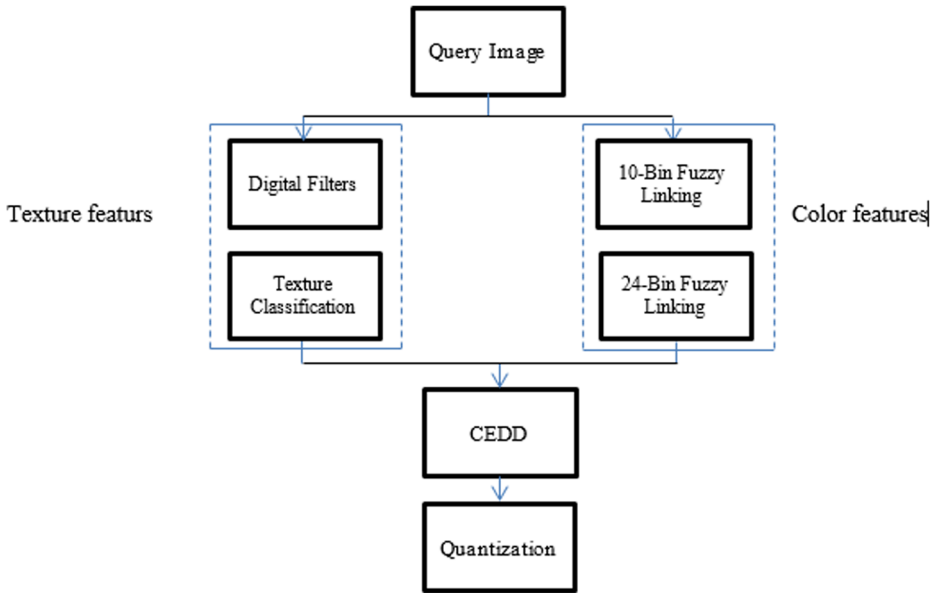 Query Image
Digital Filters
10-Bin Fuzzy
Linking
Texture featurs
Color features
Texture
Classification
24-Bin Fuzzy
Linking
CEDD
Quantization